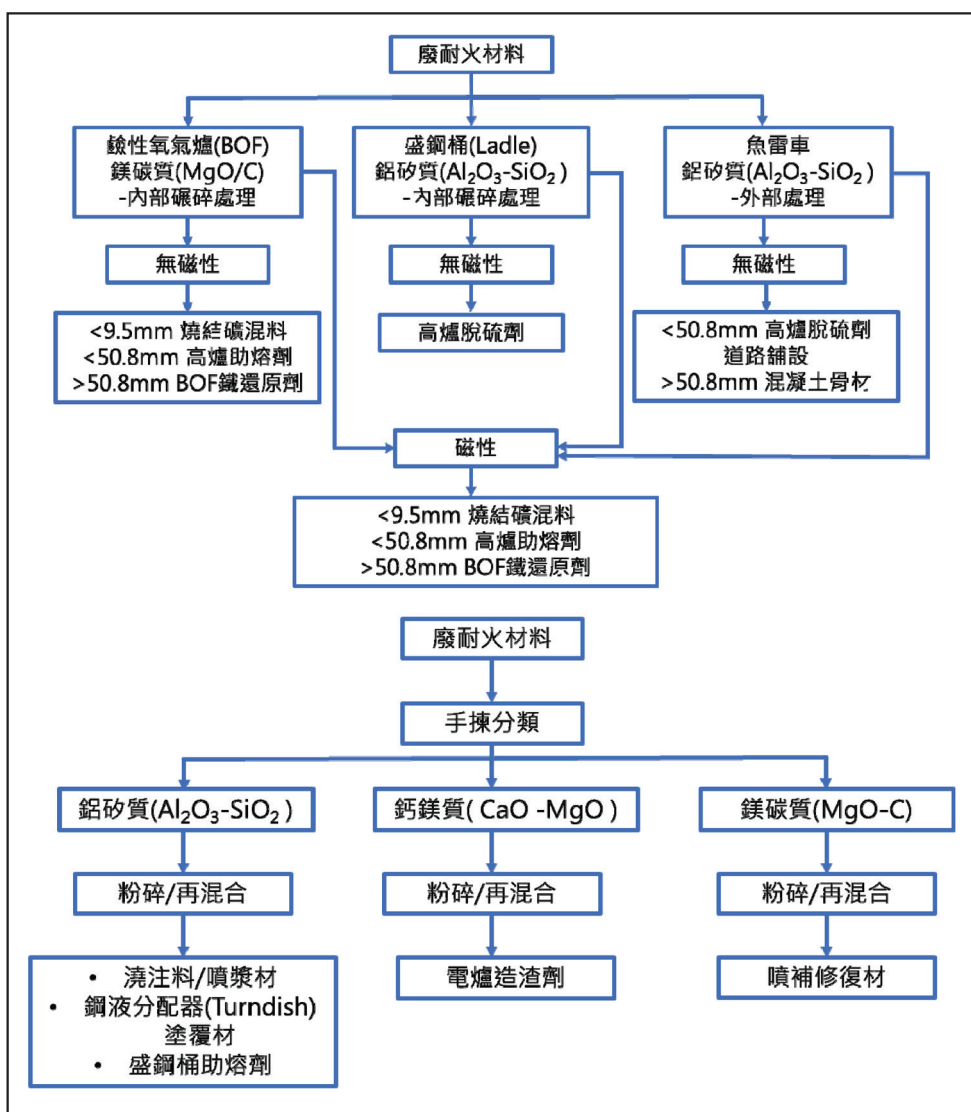 廢耐火材料
鹼性氧氣爐(BOF)
鎂碳質(MgO/C)
-內部碾碎處理
盛鋼桶(Ladle)
鋁矽質(Al₂O₃-SiO₂)
-內部碾碎處理
魚雷車
鋁矽質(Al₂O₃-SiO₂)
-外部處理
無磁性
無磁性
無磁性
<9.5mm 燒結礦混料
<50.8mm 高爐助熔劑
>50.8mm BOF鐵還原劑
高爐脫硫劑
<50.8mm 高爐脫硫劑
道路舖設
>50.8mm 混凝土骨材
磁性
<9.5mm 燒結礦混料
<50.8mm 高爐助熔劑
>50.8mm BOF鐵還原劑
廢耐火材料
手揀分類
鋁矽質(Al₂O₃-SiO₂)
鈣鎂質( CaO -MgO )
鎂碳質(MgO-C)
粉碎/再混合
粉碎/再混合
粉碎/再混合
• 澆注料/噴漿材
• 鋼液分配器(Turndish)
塗覆材
• 盛鋼桶助熔劑
電爐造渣劑
噴補修復材